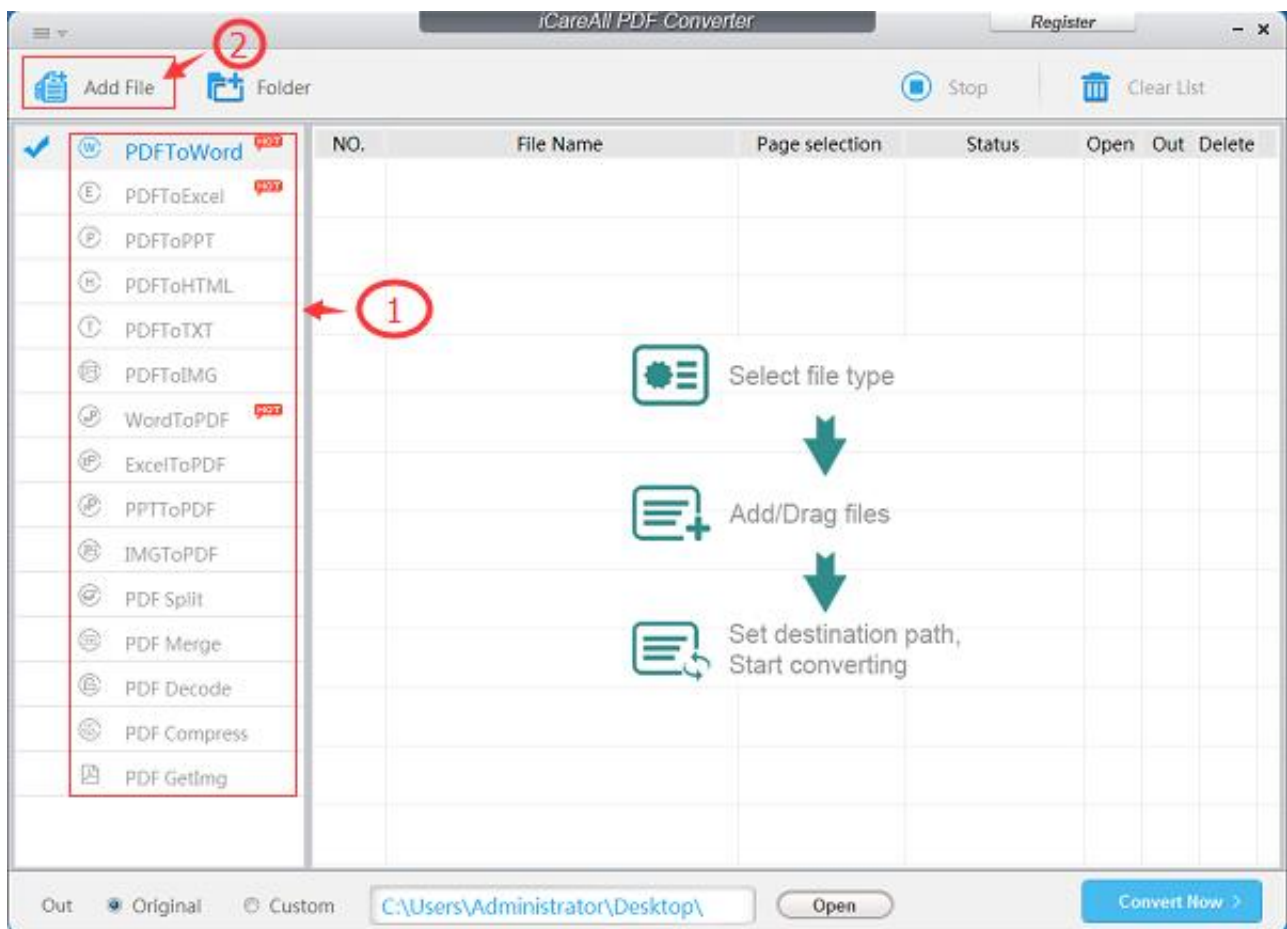 iCareAll PDF Converter
Register
2
Add File
Folder
Stop
Clear List
W PDFToWord HOT
E PDFToExcel HOT
P PDFToPPT
H PDFToHTML
T PDFToTXT
PDFToIMG
WordToPDF HOT
ExcelToPDF
PPTToPDF
IMGToPDF
PDF Split
PDF Merge
PDF Decode
PDF Compress
PDF GetImg
1
NO. File Name Page selection Status Open Out Delete
Select file type
Add/Drag files
Set destination path,
Start converting
Out Original Custom C:\Users\Administrator\Desktop\ Open Convert Now >